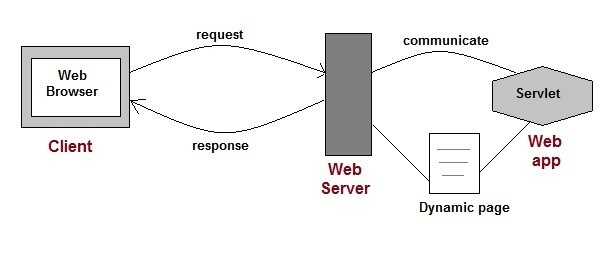 request
communicate
Web
Browser
Servlet
Client
response
Web
Server
Web
app
Dynamic page